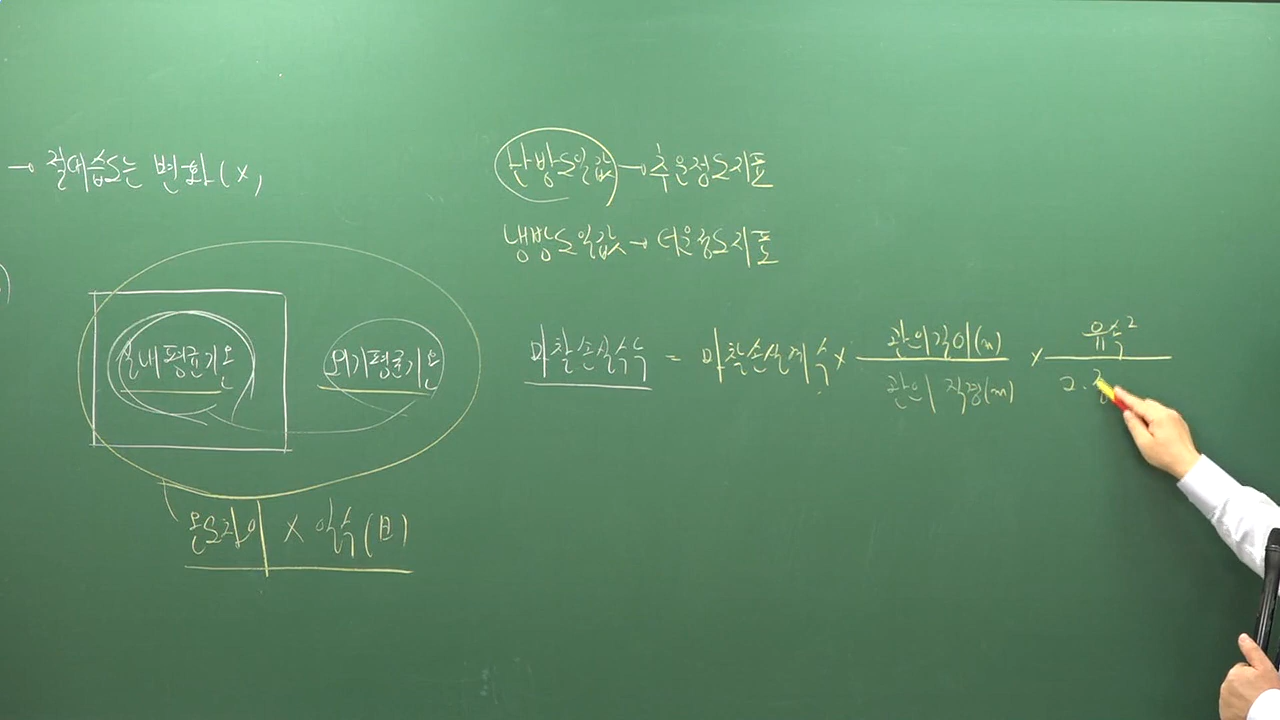 → 절대습도는 변화(x)
실내평균기온 외기평균기온
온도차이 × 일수(日)
난방도일값 → 추운정도지표
냉방도일값 → 더운정도지표
마찰손실수두 = 마찰손실계수 × 관의길이(m) / 관의 직경(m) × 유속² / 2.